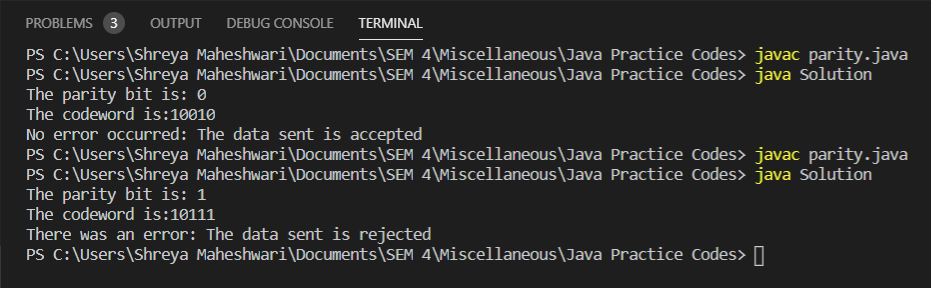 PROBLEMS 3 OUTPUT DEBUG CONSOLE TERMINAL
PS C:\Users\Shreya Maheshwari\Documents\SEM 4\Miscellaneous\Java Practice Codes> javac parity.java
PS C:\Users\Shreya Maheshwari\Documents\SEM 4\Miscellaneous\Java Practice Codes> java Solution
The parity bit is: 0
The codeword is:10010
No error occurred: The data sent is accepted
PS C:\Users\Shreya Maheshwari\Documents\SEM 4\Miscellaneous\Java Practice Codes> javac parity.java
PS C:\Users\Shreya Maheshwari\Documents\SEM 4\Miscellaneous\Java Practice Codes> java Solution
The parity bit is: 1
The codeword is:10111
There was an error: The data sent is rejected
PS C:\Users\Shreya Maheshwari\Documents\SEM 4\Miscellaneous\Java Practice Codes>